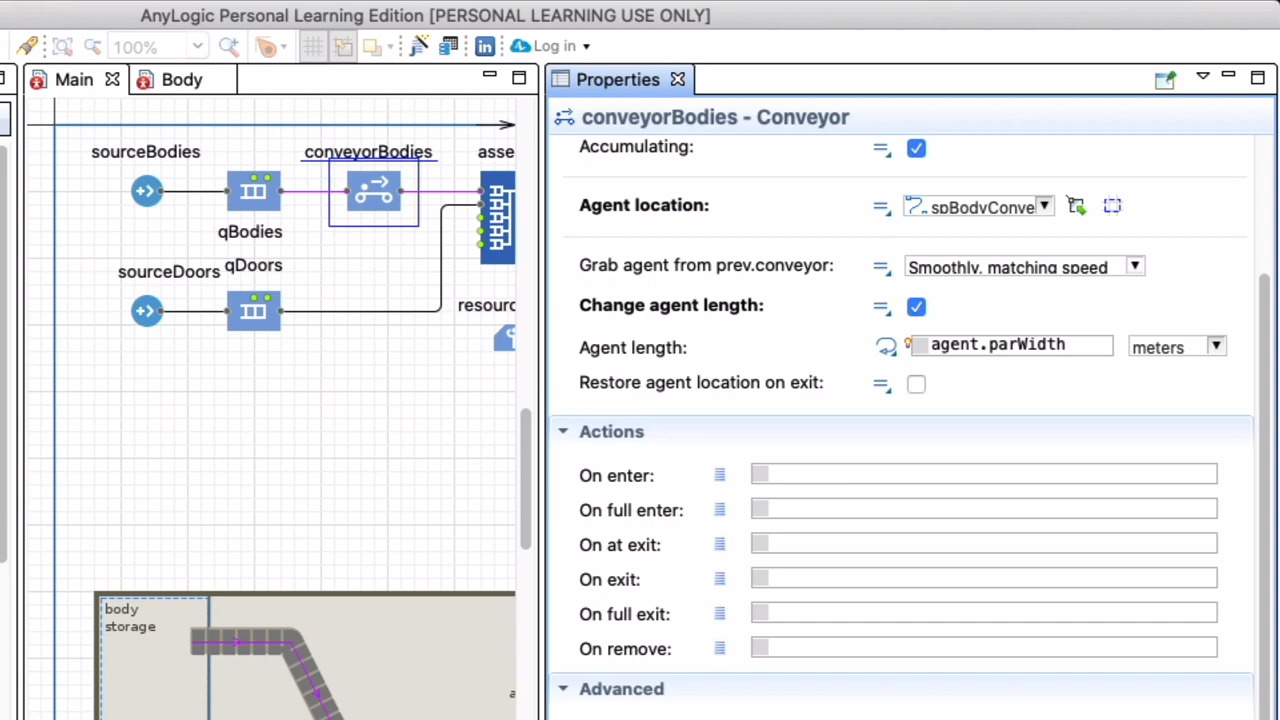 AnyLogic Personal Learning Edition [PERSONAL LEARNING USE ONLY]
100%
in
Log in
Main
Body
Properties
conveyorBodies - Conveyor
sourceBodies
conveyorBodies
asse
qBodies
sourceDoors
qDoors
resourc
body
storage
Accumulating:
Agent location:
spBodyConve
Grab agent from prev.conveyor:
Smoothly, matching speed
Change agent length:
Agent length:
agent.parWidth
meters
Restore agent location on exit:
Actions
On enter:
On full enter:
On at exit:
On exit:
On full exit:
On remove:
Advanced